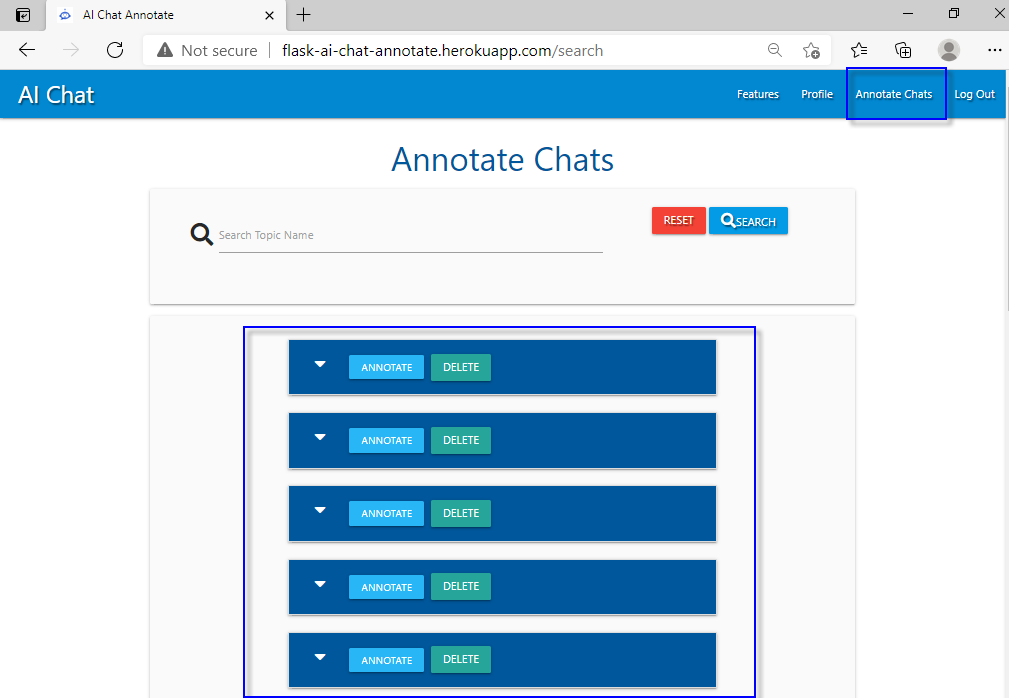 AI Chat Annotate
Not secure flask-ai-chat-annotate.herokuapp.com/search
AI Chat Features Profile Annotate Chats Log Out
Annotate Chats
Search Topic Name RESET SEARCH
ANNOTATE DELETE
ANNOTATE DELETE
ANNOTATE DELETE
ANNOTATE DELETE
ANNOTATE DELETE